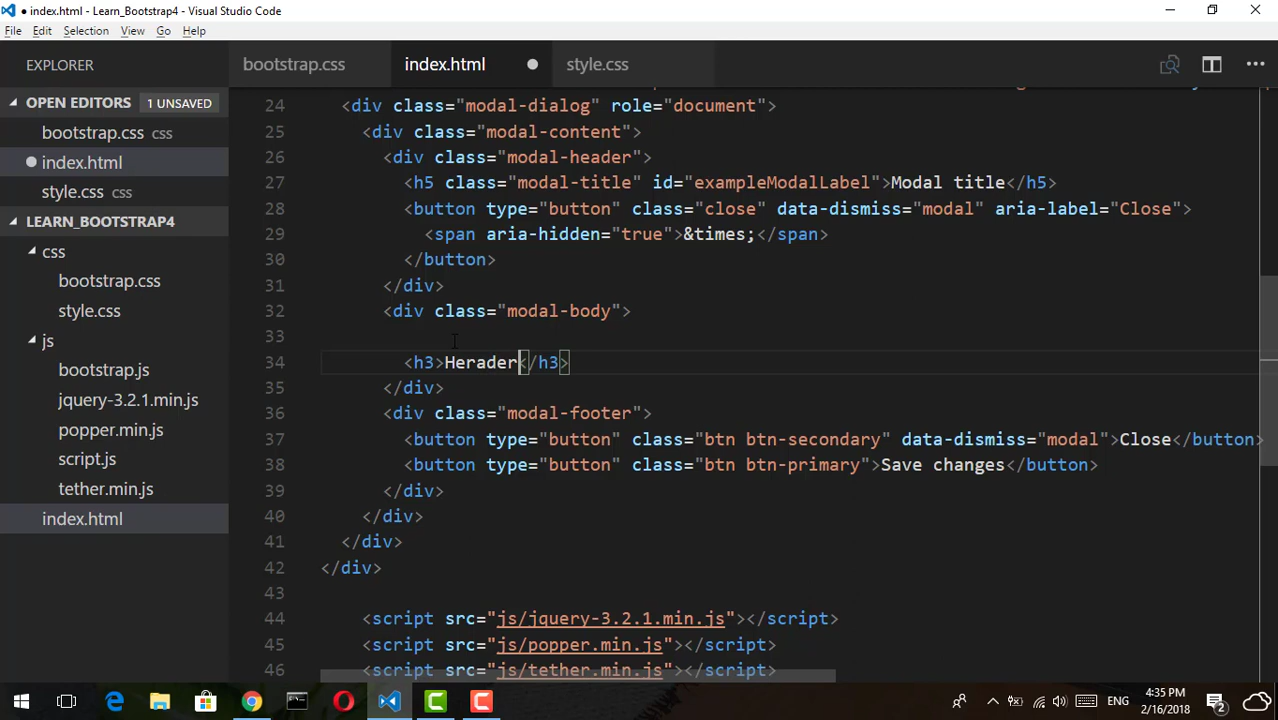 ● index.html - Learn_Bootstrap4 - Visual Studio Code
File Edit Selection View Go Help
EXPLORER
bootstrap.css index.html ● style.css
OPEN EDITORS 1 UNSAVED
bootstrap.css css
● index.html
style.css css
LEARN_BOOTSTRAP4
css
bootstrap.css
style.css
js
bootstrap.js
jquery-3.2.1.min.js
popper.min.js
script.js
tether.min.js
index.html
24 <div class="modal-dialog" role="document">
25 <div class="modal-content">
26 <div class="modal-header">
27 <h5 class="modal-title" id="exampleModalLabel">Modal title</h5>
28 <button type="button" class="close" data-dismiss="modal" aria-label="Close">
29 <span aria-hidden="true">&times;</span>
30 </button>
31 </div>
32 <div class="modal-body">
33
34 <h3>Herader</h3>
35 </div>
36 <div class="modal-footer">
37 <button type="button" class="btn btn-secondary" data-dismiss="modal">Close</button>
38 <button type="button" class="btn btn-primary">Save changes</button>
39 </div>
40 </div>
41 </div>
42 </div>
43
44 <script src="js/jquery-3.2.1.min.js"></script>
45 <script src="js/popper.min.js"></script>
46 <script src="js/tether.min.js"></script>
ENG
4:35 PM
2/16/2018
2